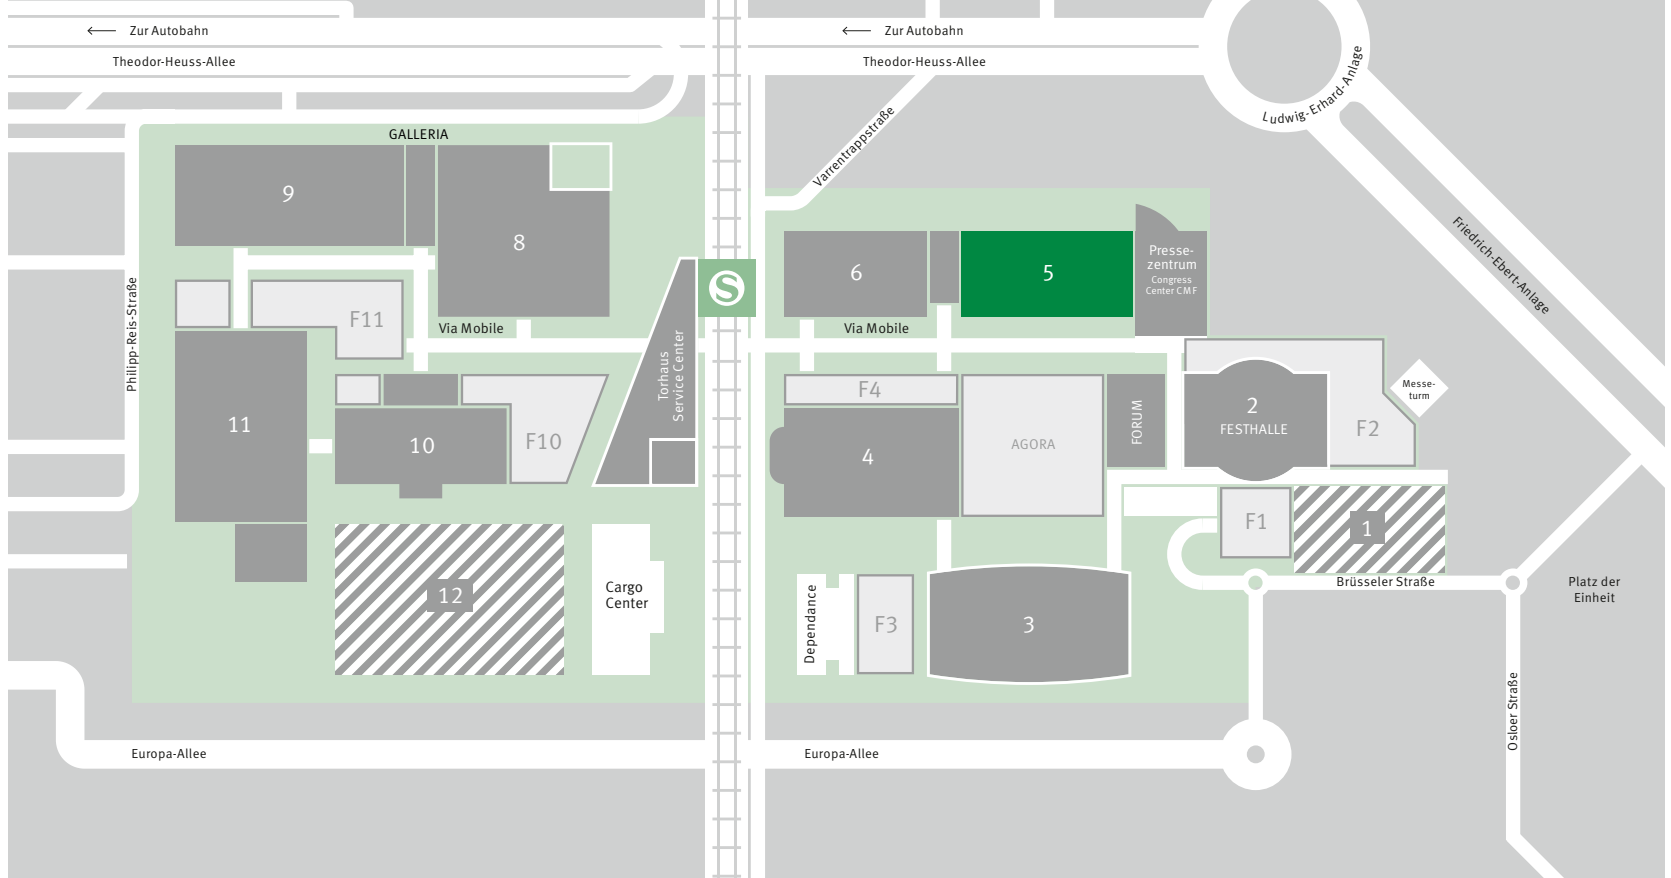 Zur Autobahn
Zur Autobahn
Theodor-Heuss-Allee
Theodor-Heuss-Allee
Ludwig-Erhard-Anlage
GALLERIA
Varrentrappstraße
9
8
S
6
5
Presse-
zentrum
Congress
Center CMF
Friedrich-Ebert-Anlage
Philipp-Reis-Straße
F11
Via Mobile
Via Mobile
Torhaus
Service Center
F4
Messe-
turm
2
FESTHALLE
F2
11
10
F10
4
AGORA
FORUM
F1
1
12
Cargo
Center
Dependance
F3
3
Brüsseler Straße
Platz der
Einheit
Osloer Straße
Europa-Allee
Europa-Allee